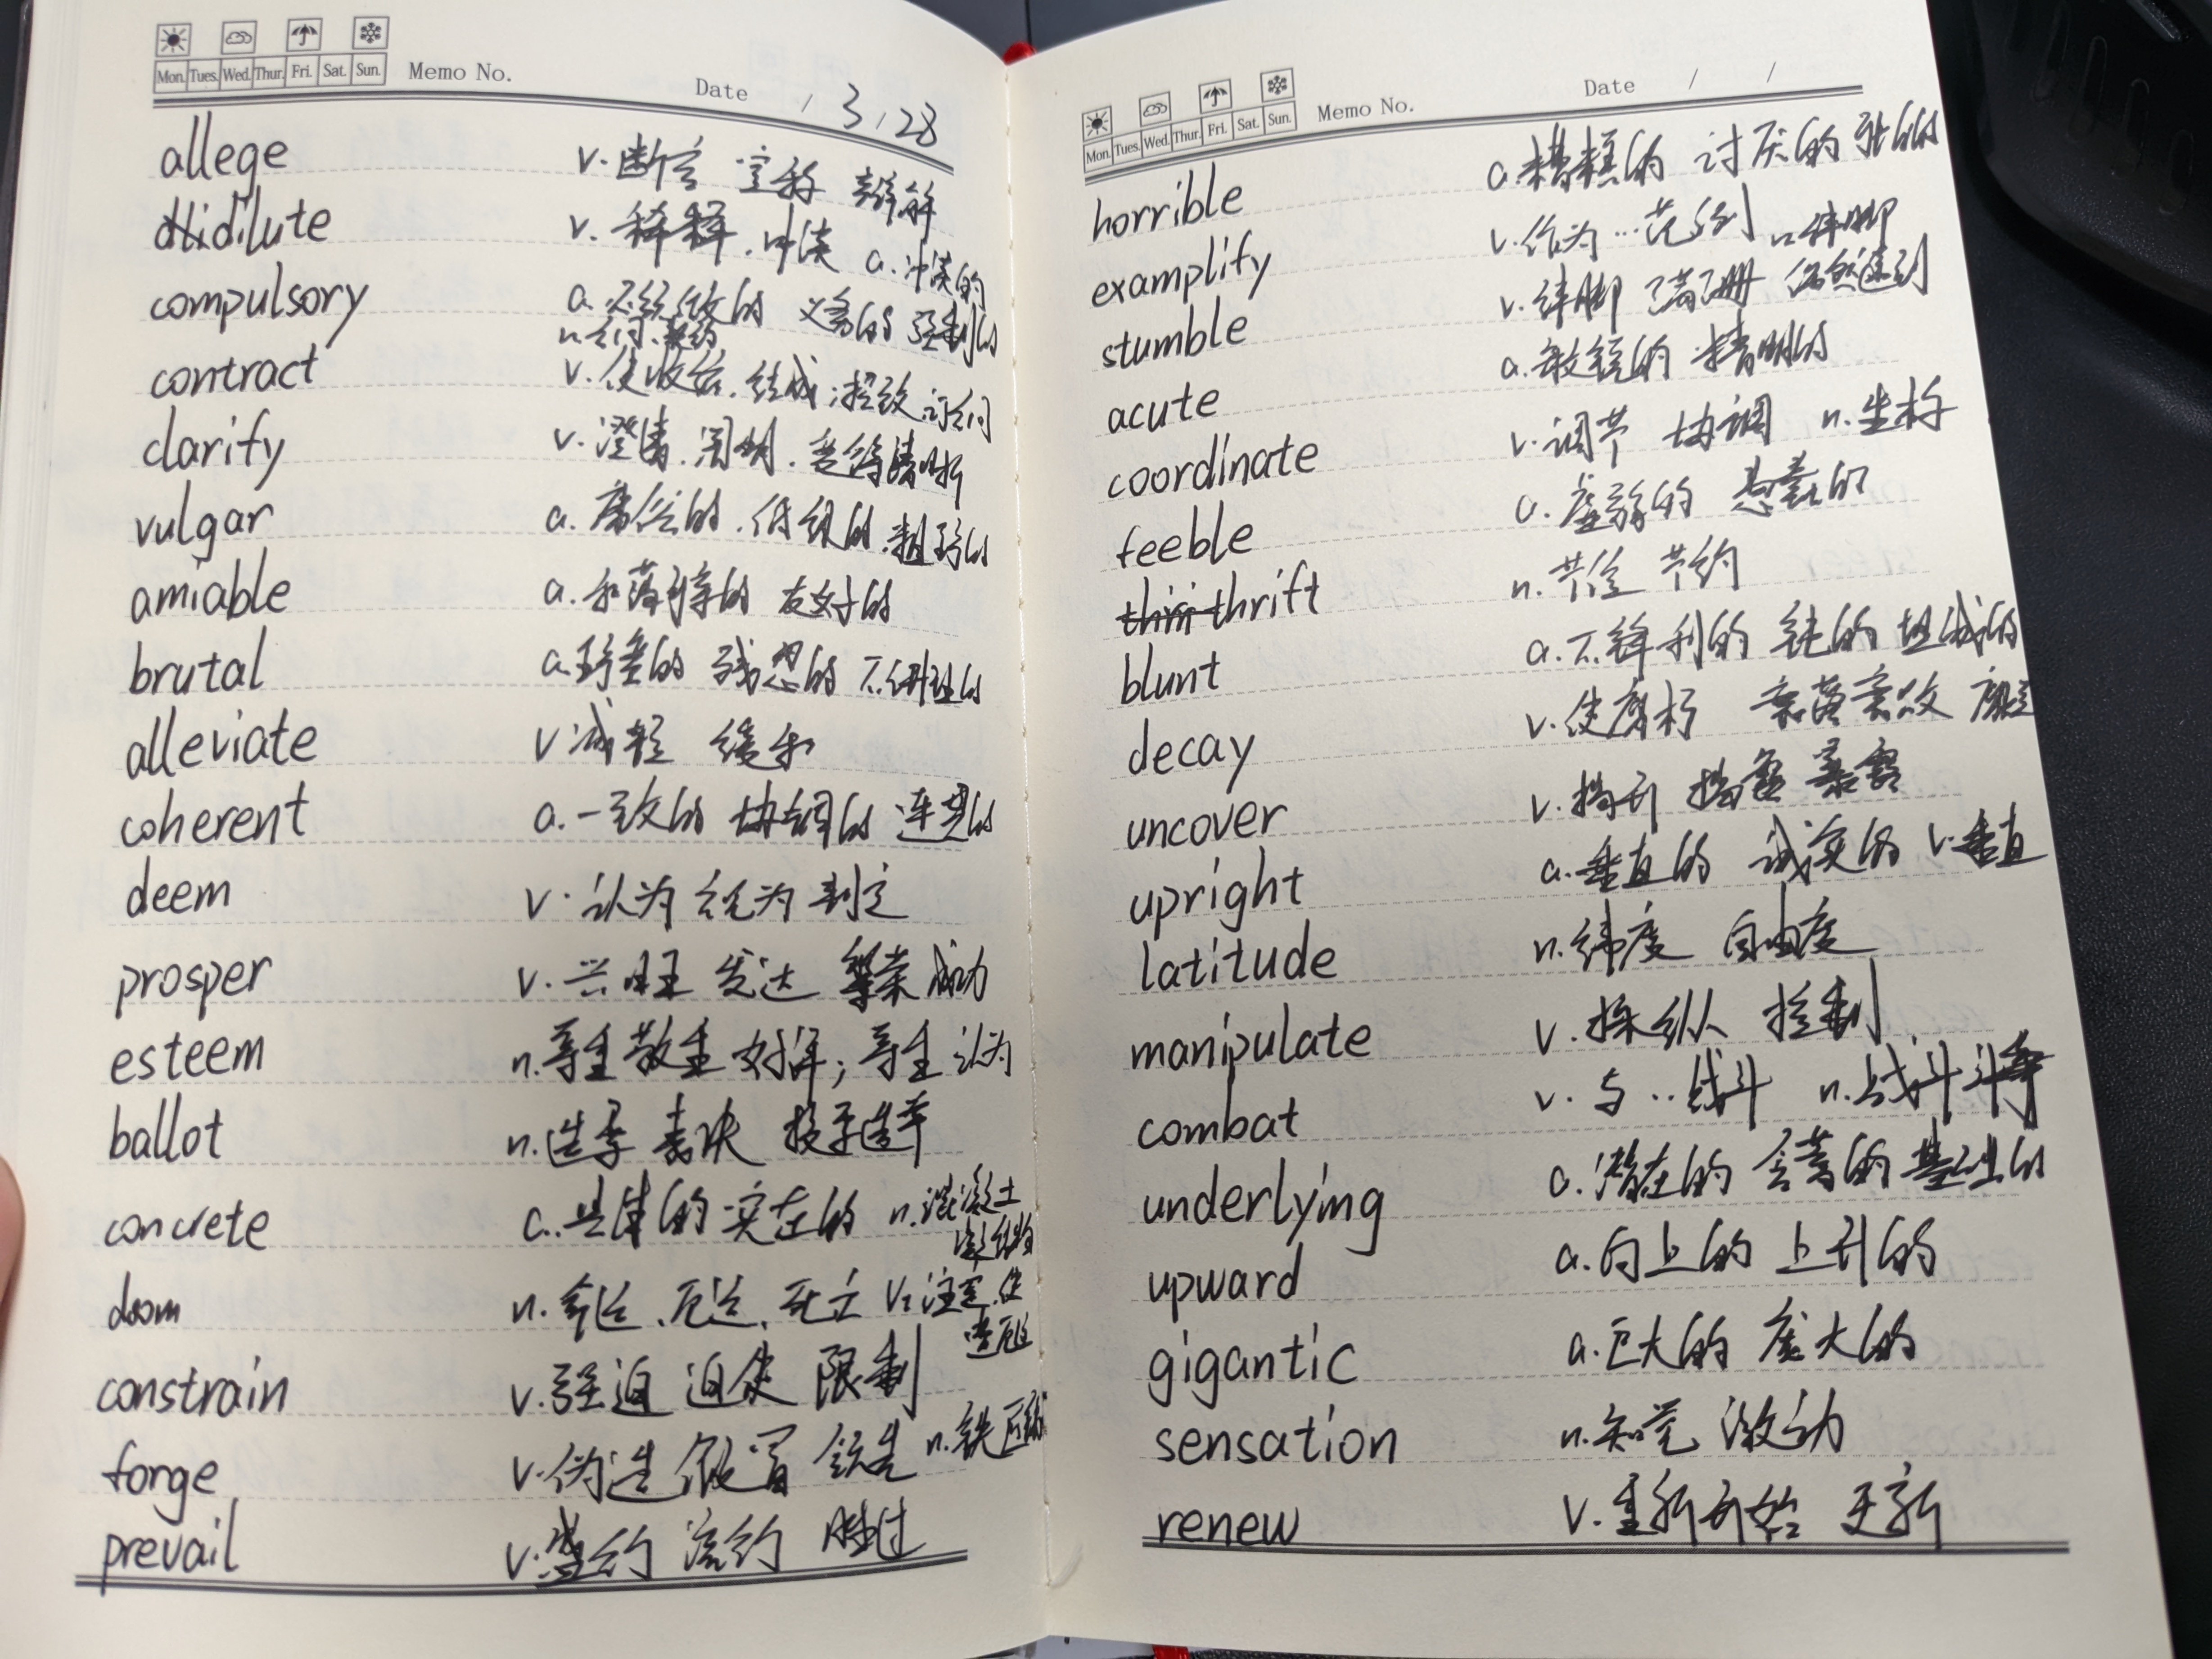 Mon. Tues. Wed. Thur. Fri. Sat. Sun. Memo No. Date / 3 / 28
allege v. 断言 宣称 辩解
dilute v. 稀释. 冲淡 a. 冲淡的
compulsory a. 必须做的 义务的 强制的
n. 合同. 契约
contract v. 使收缩. 结成; 招致. 订合同
clarify v. 澄清. 阐明. 变得清晰
vulgar a. 庸俗的. 低级的. 粗野的
amiable a. 和蔼可亲的 友好的
brutal a. 野蛮的 残忍的 不讲理的
alleviate v 减轻 缓和
coherent a. 一致的 协调的 连贯的
deem v. 认为 视为 判定
prosper v. 兴旺 发达 繁荣 成功
esteem n. 尊重 敬重 好评; 尊重 认为
ballot n. 选票 表决 投票选举
concrete a. 具体的 实在的 n. 混凝土
凝结物
doom n. 命运. 厄运. 死亡 v. 注定. 使
遭厄运
constrain v. 强迫 迫使 限制
forge v. 伪造 假冒 锻造 n. 铁匠铺
prevail v. 盛行 流行 胜过
Mon. Tues. Wed. Thur. Fri. Sat. Sun. Memo No. Date / /
horrible a. 糟糕的 讨厌的
examplify v. 作为…范例 n. 绊脚
stumble v. 绊脚 蹒跚 偶然遇到
acute a. 敏锐的 精明的
coordinate v. 调节 协调 n. 坐标
feeble a. 虚弱的 愚蠢的
thrift n. 节俭 节约
blunt a. 不锋利的 钝的 坦诚的
decay v. 使腐朽 衰落衰败
uncover v. 揭开 揭露 暴露
upright a. 垂直的 诚实的 v. 垂直
latitude n. 纬度 自由度
manipulate v. 操纵 控制
combat v. 与..战斗 n. 战斗 斗争
underlying a. 潜在的 含蓄的 基础的
upward a. 向上的 上升的
gigantic a. 巨大的 庞大的
sensation n. 知觉 激动
renew v. 重新开始 更新